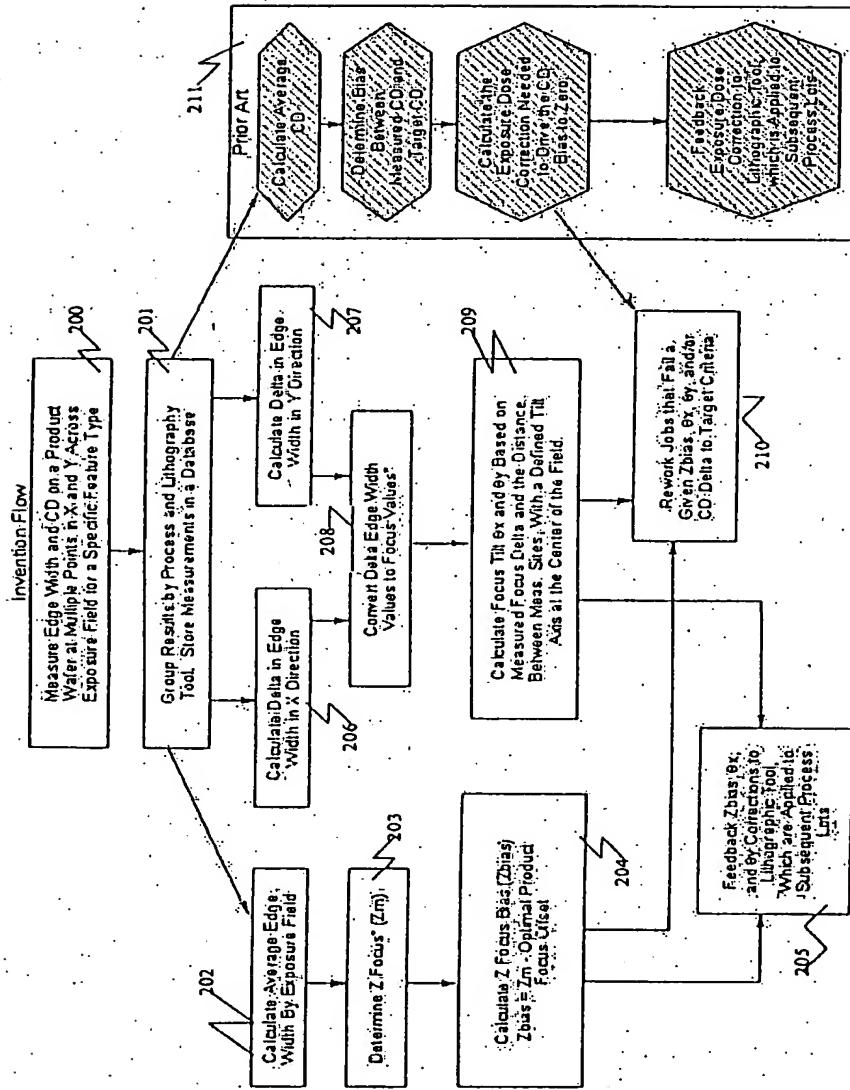 Invention Flow
Measure Edge Width and CD on a Product
Wafer at Multiple Points in X and Y Across
Exposure Field for a Specific Feature Type
200
Group Results by Process and Lithography
Tool. Store Measurements in a Database
201
202
Calculate Average Edge
Width By Exposure Field
Determine Z Focus* (Zm)
203
Calculate Z Focus Bias (Zbias)
Zbias = Zm - Optimal Product
Focus Offset
204
Feedback Zbias θx,
and θy Corrections to
Lithographic Tool,
Which are Applied to
Subsequent Process
Lots
205
Calculate Delta in Edge
Width in X Direction
206
Calculate Delta in Edge
Width in Y Direction
207
208
Convert Delta Edge Width
Values to Focus Values*
209
Calculate Focus Tilt θx and θy Based on
Measured Focus Delta and the Distance
Between Meas. Sites, With a Defined Tilt
Axis at the Center of the Field.
Rework Jobs that Fail a
Given Zbias, θx, θy, and/or
CD Delta to Target Criteria
210
211
Prior Art
Calculate Average
CD
Determine Bias
Between
Measured CD and
Target CD
Calculate the
Exposure Dose
Correction Needed
to Drive the CD
Bias to Zero
Feedback
Exposure Dose
Correction to
Lithographic Tool,
which is Applied to
Subsequent
Process Lots